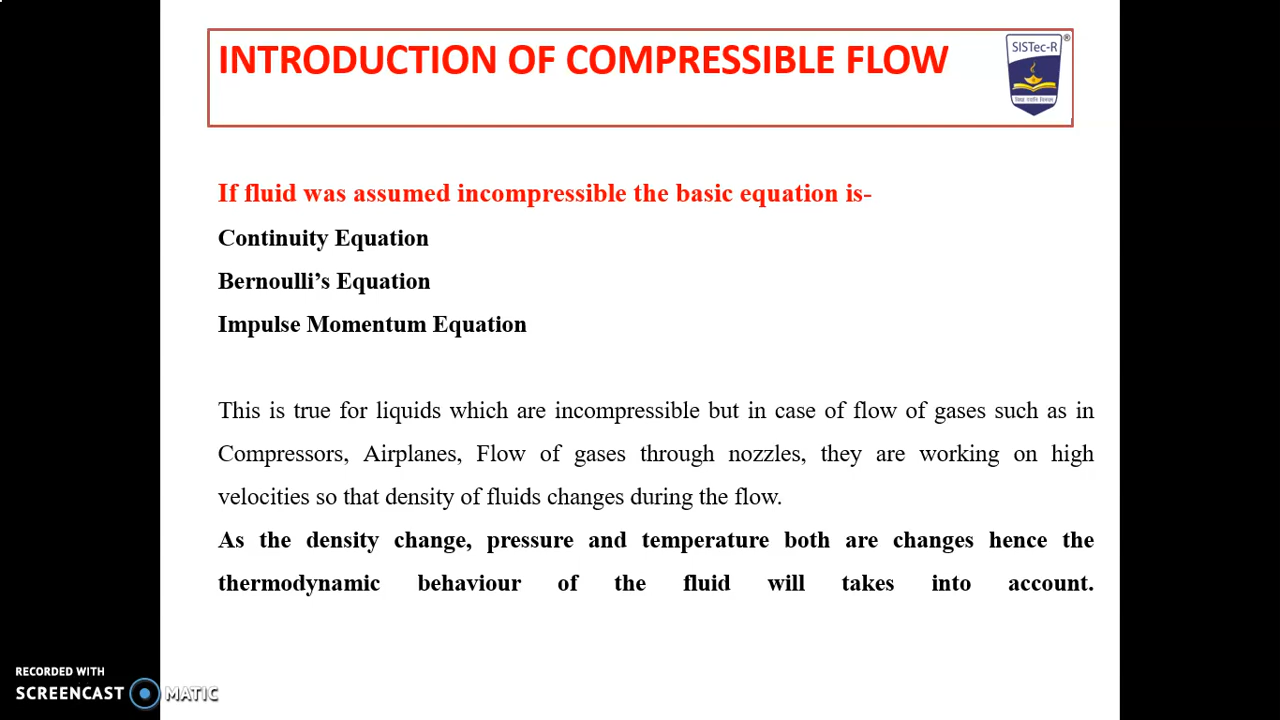 INTRODUCTION OF COMPRESSIBLE FLOW
SISTec-R
®
If fluid was assumed incompressible the basic equation is-
Continuity Equation
Bernoulli’s Equation
Impulse Momentum Equation
This is true for liquids which are incompressible but in case of flow of gases such as in
Compressors, Airplanes, Flow of gases through nozzles, they are working on high
velocities so that density of fluids changes during the flow.
As the density change, pressure and temperature both are changes hence the
thermodynamic behaviour of the fluid will takes into account.
RECORDED WITH
SCREENCAST MATIC